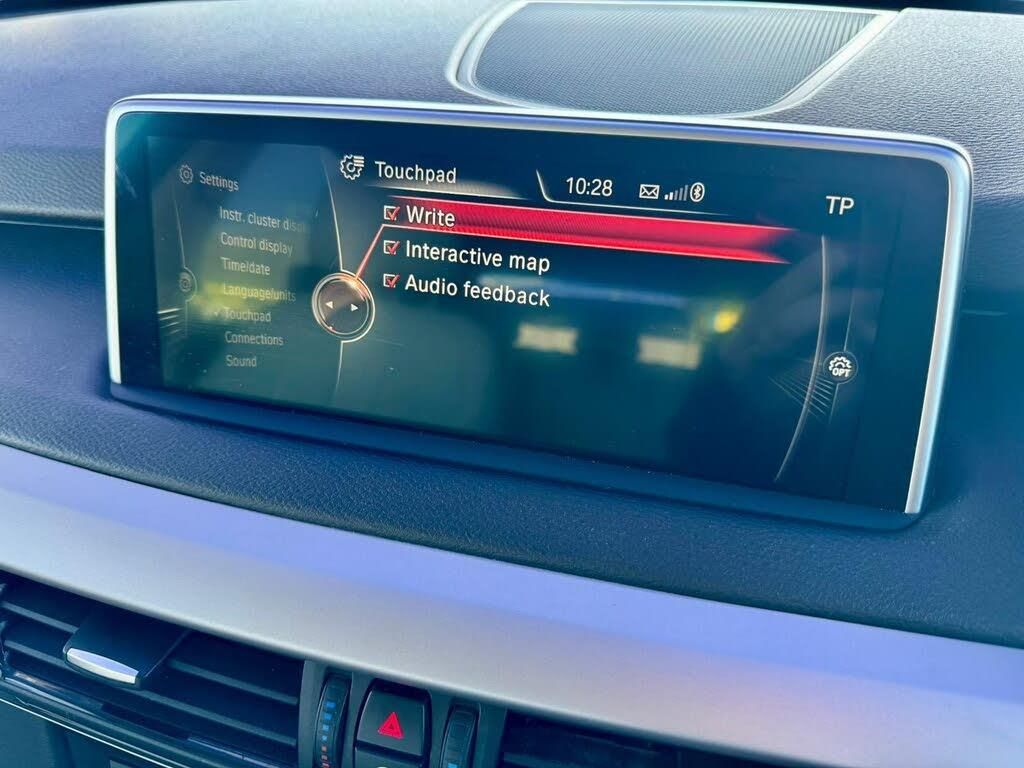 Settings
Instr. cluster disp
Control display
Time/date
Language/units
Touchpad
Connections
Sound
Touchpad
10:28
TP
Write
Interactive map
Audio feedback
OPT